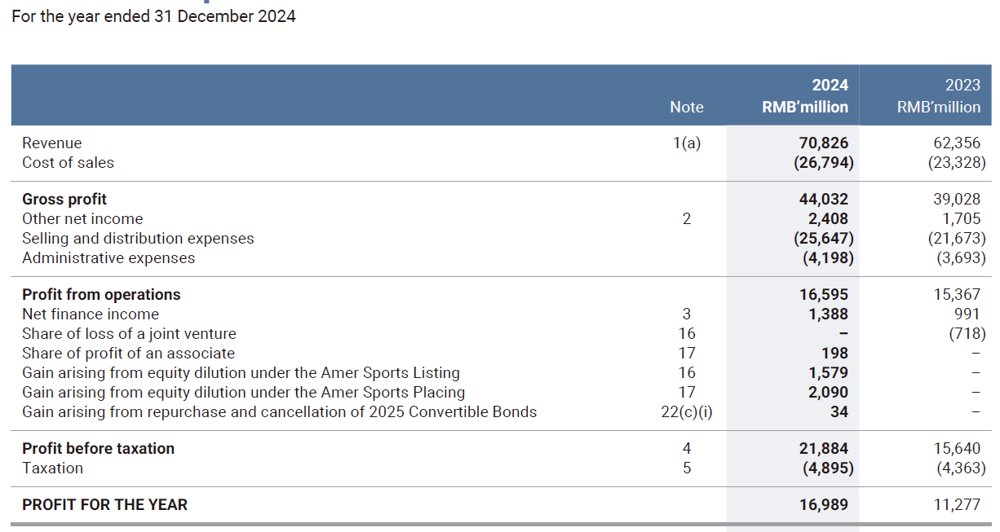 For the year ended 31 December 2024
2024 2023
Note RMB’million RMB’million
Revenue 1(a) 70,826 62,356
Cost of sales (26,794) (23,328)
Gross profit 44,032 39,028
Other net income 2 2,408 1,705
Selling and distribution expenses (25,647) (21,673)
Administrative expenses (4,198) (3,693)
Profit from operations 16,595 15,367
Net finance income 3 1,388 991
Share of loss of a joint venture 16 – (718)
Share of profit of an associate 17 198 –
Gain arising from equity dilution under the Amer Sports Listing 16 1,579 –
Gain arising from equity dilution under the Amer Sports Placing 17 2,090 –
Gain arising from repurchase and cancellation of 2025 Convertible Bonds 22(c)(i) 34 –
Profit before taxation 4 21,884 15,640
Taxation 5 (4,895) (4,363)
PROFIT FOR THE YEAR 16,989 11,277